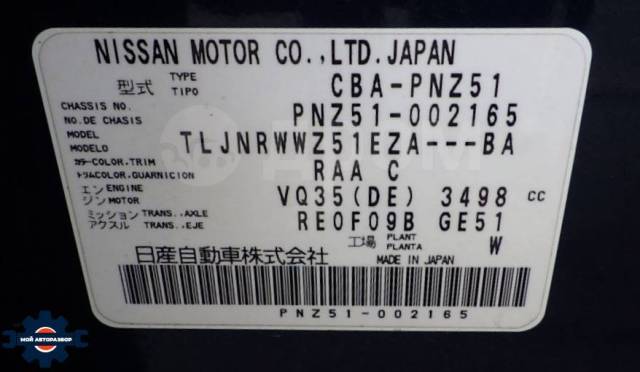 NISSAN MOTOR CO.,LTD.JAPAN
型式 TYPE TIPO CBA-PNZ51
CHASSIS NO. NO.DE CHASIS PNZ51-002165
MODEL MODELO TLJNRWWZ51EZA---BA
カラー COLOR.TRIM トリム COLOR.GUARNICION RAA C
エンジン ENGINE MOTOR VQ35(DE) 3498 cc
ミッション アクスル TRANS..AXLE TRANS..EJE RE0F09B GE51
工場 PLANT PLANTA W
日産自動車株式会社 MADE IN JAPAN
PNZ51-002165
МОЙ АВТОРАЗБОР